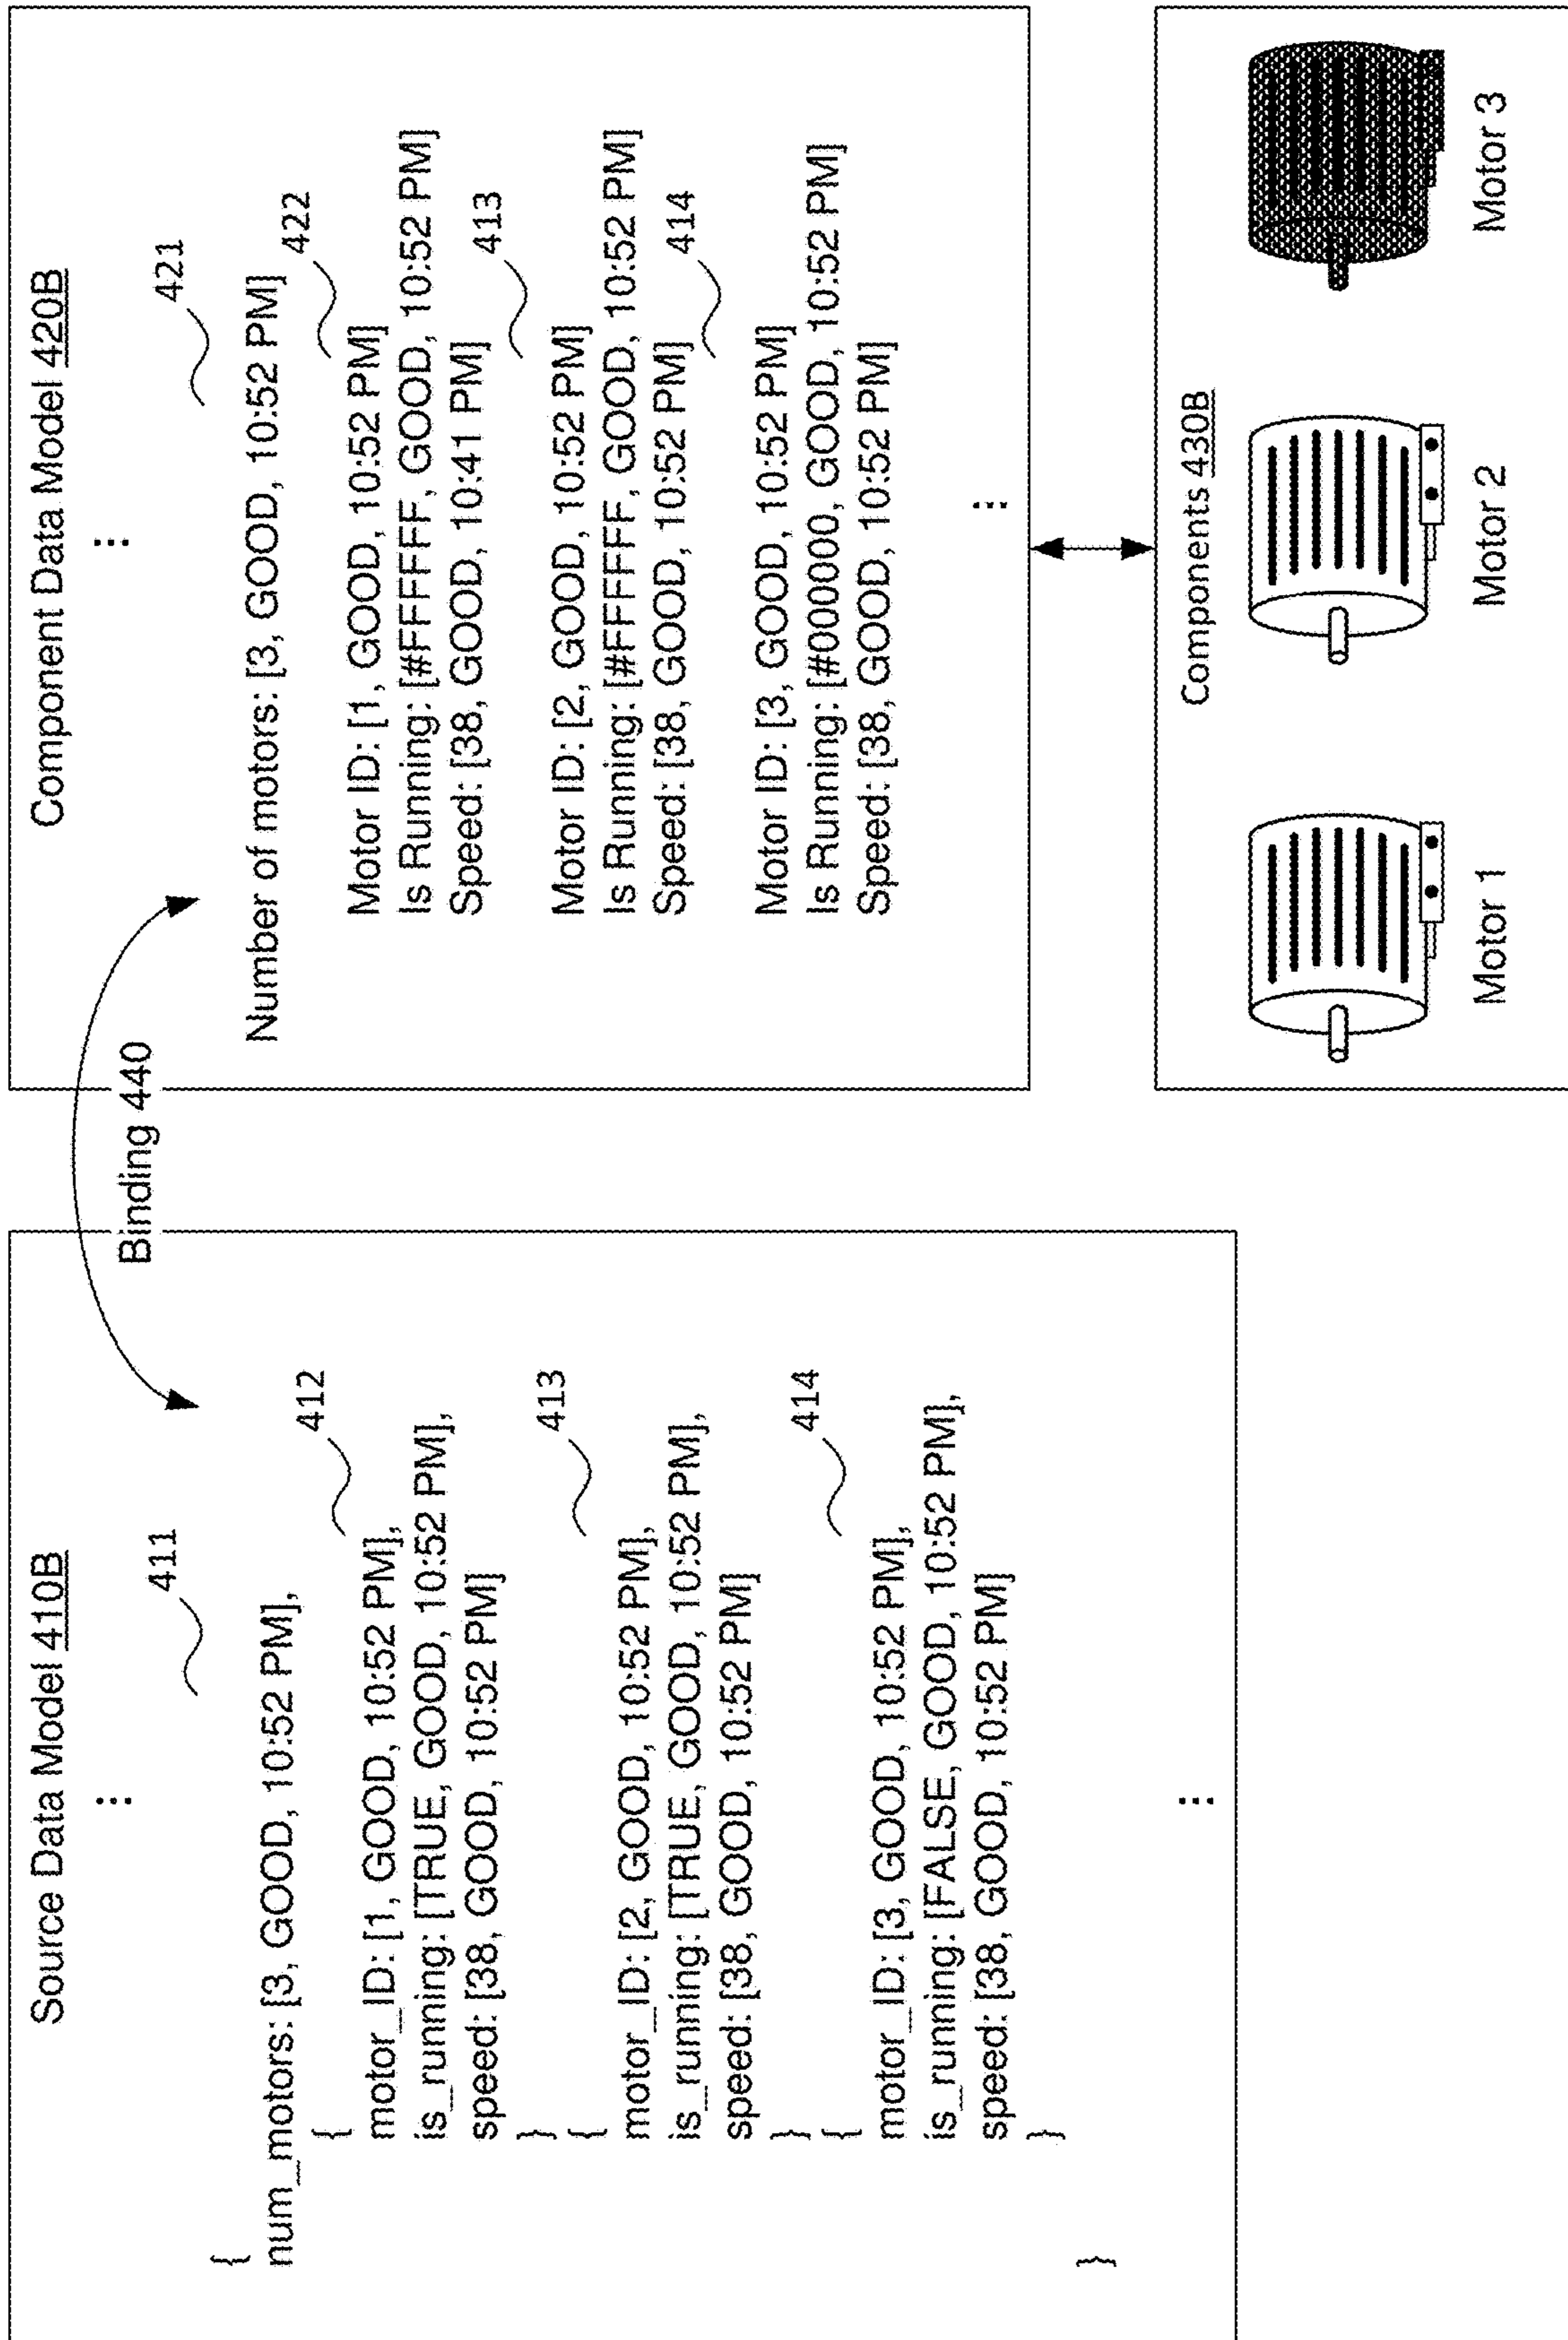 Source Data Model 410B
⋮
411
{
num_motors: [3, GOOD, 10:52 PM],
412
{
motor_ID: [1, GOOD, 10:52 PM],
is_running: [TRUE, GOOD, 10:52 PM],
speed: [38, GOOD, 10:52 PM]
}
413
{
motor_ID: [2, GOOD, 10:52 PM],
is_running: [TRUE, GOOD, 10:52 PM],
speed: [38, GOOD, 10:52 PM]
}
414
{
motor_ID: [3, GOOD, 10:52 PM],
is_running: [FALSE, GOOD, 10:52 PM],
speed: [38, GOOD, 10:52 PM]
}
}
⋮
Binding 440
Component Data Model 420B
⋮
421
Number of motors: [3, GOOD, 10:52 PM]
422
Motor ID: [1, GOOD, 10:52 PM]
Is Running: [#FFFFFF, GOOD, 10:52 PM]
Speed: [38, GOOD, 10:41 PM]
413
Motor ID: [2, GOOD, 10:52 PM]
Is Running: [#FFFFFF, GOOD, 10:52 PM]
Speed: [38, GOOD, 10:52 PM]
414
Motor ID: [3, GOOD, 10:52 PM]
Is Running: [#000000, GOOD, 10:52 PM]
Speed: [38, GOOD, 10:52 PM]
⋮
Components 430B
Motor 1
Motor 2
Motor 3